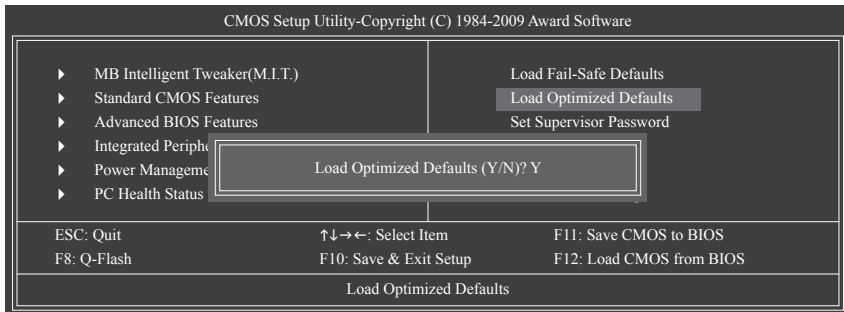 CMOS Setup Utility-Copyright (C) 1984-2009 Award Software
MB Intelligent Tweaker(M.I.T.)
Standard CMOS Features
Advanced BIOS Features
Integrated Periphe
Power Manageme
PC Health Status
Load Fail-Safe Defaults
Load Optimized Defaults
Set Supervisor Password
Load Optimized Defaults (Y/N)? Y
ESC: Quit ↑↓→←: Select Item F11: Save CMOS to BIOS
F8: Q-Flash F10: Save & Exit Setup F12: Load CMOS from BIOS
Load Optimized Defaults